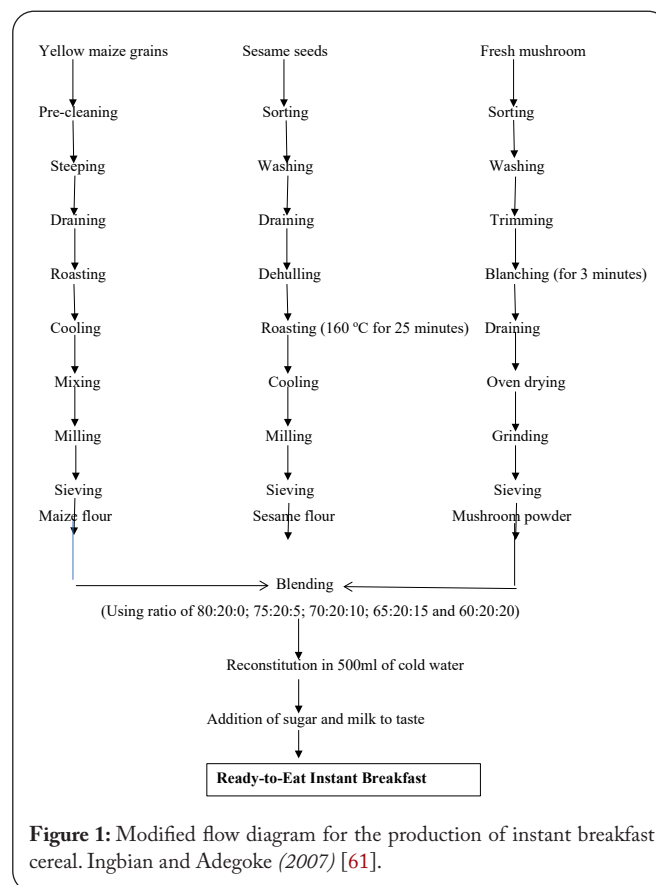 Yellow maize grains Sesame seeds Fresh mushroom
Pre-cleaning Sorting Sorting
Steeping Washing Washing
Draining Draining Trimming
Roasting Dehulling Blanching (for 3 minutes)
Cooling Roasting (160 ºC for 25 minutes) Draining
Mixing Cooling Oven drying
Milling Milling Grinding
Sieving Sieving Sieving
Maize flour Sesame flour Mushroom powder
Blending
(Using ratio of 80:20:0; 75:20:5; 70:20:10; 65:20:15 and 60:20:20)
Reconstitution in 500ml of cold water
Addition of sugar and milk to taste
Ready-to-Eat Instant Breakfast
Figure 1: Modified flow diagram for the production of instant breakfast
cereal. Ingbian and Adegoke (2007) [61].